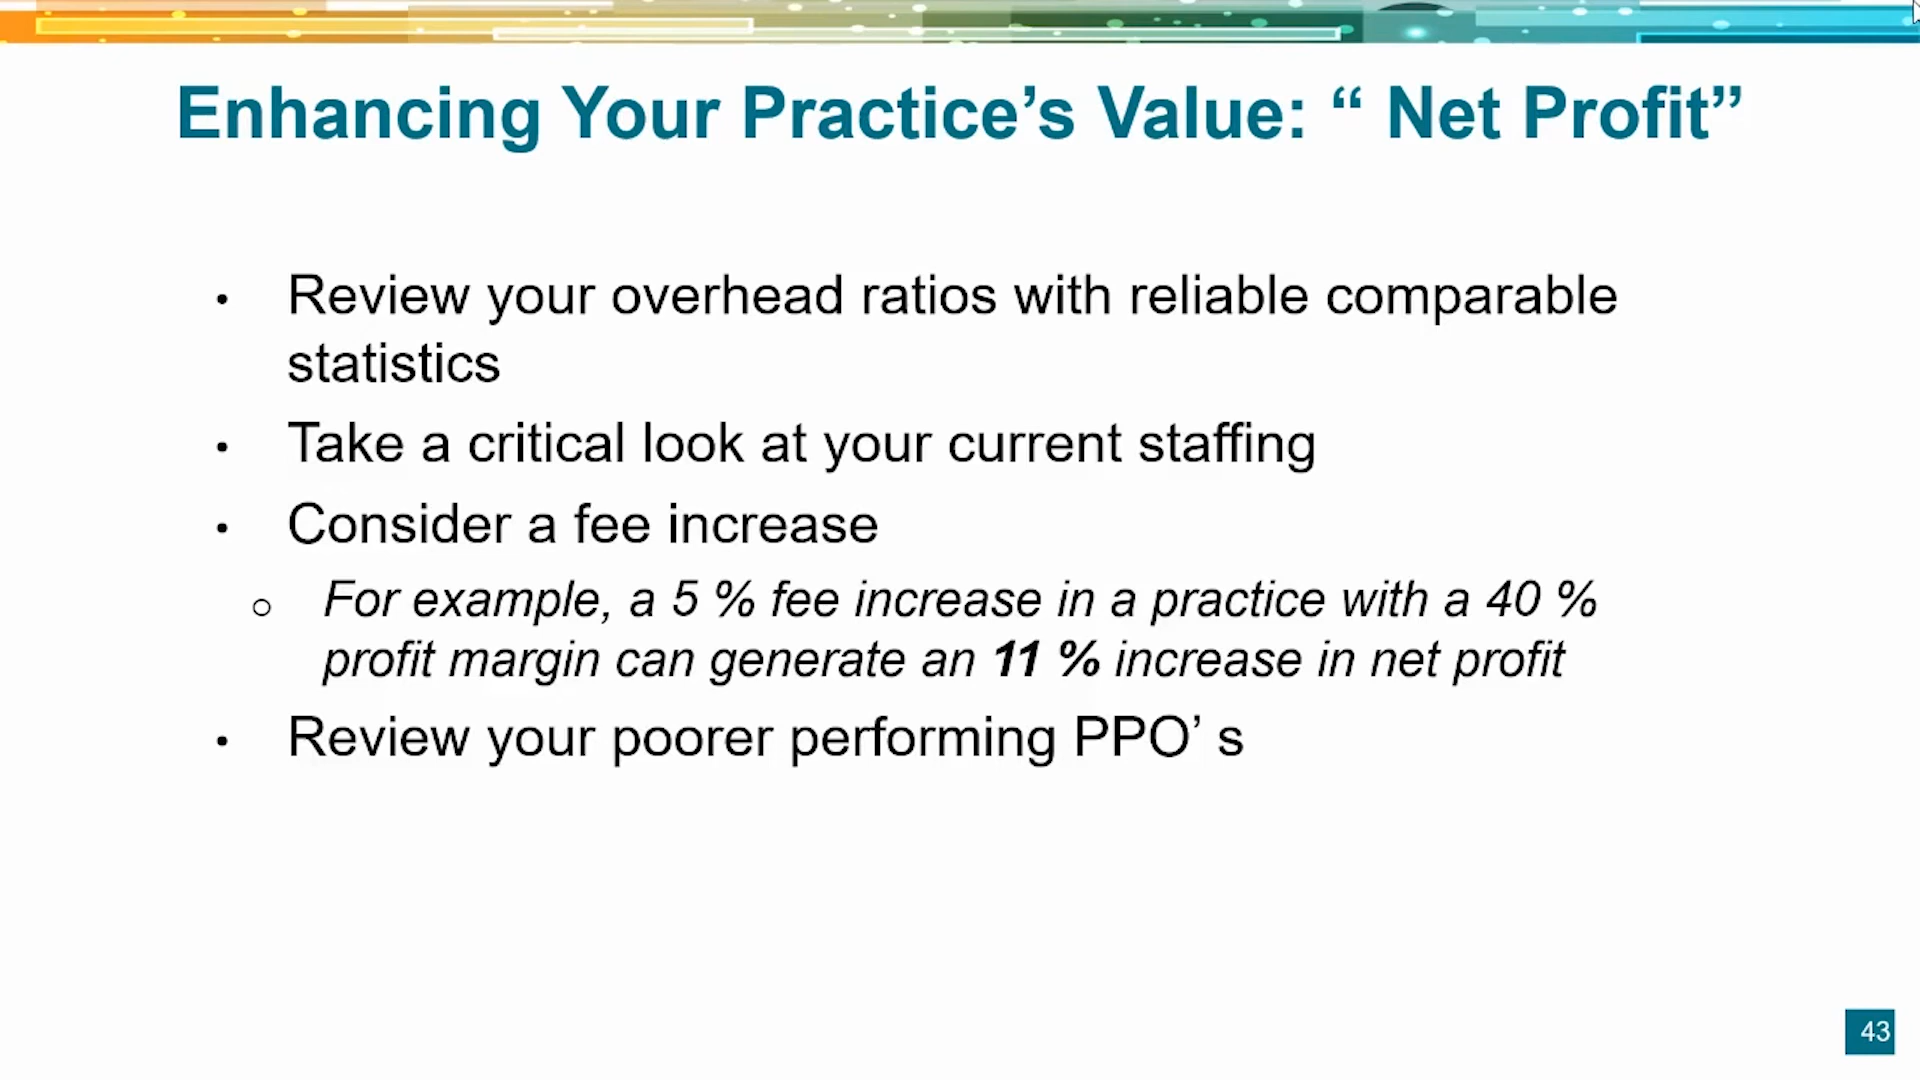 Enhancing Your Practice’s Value: “ Net Profit”
• Review your overhead ratios with reliable comparable
statistics
• Take a critical look at your current staffing
• Consider a fee increase
○ For example, a 5 % fee increase in a practice with a 40 %
profit margin can generate an 11 % increase in net profit
• Review your poorer performing PPO’ s
43